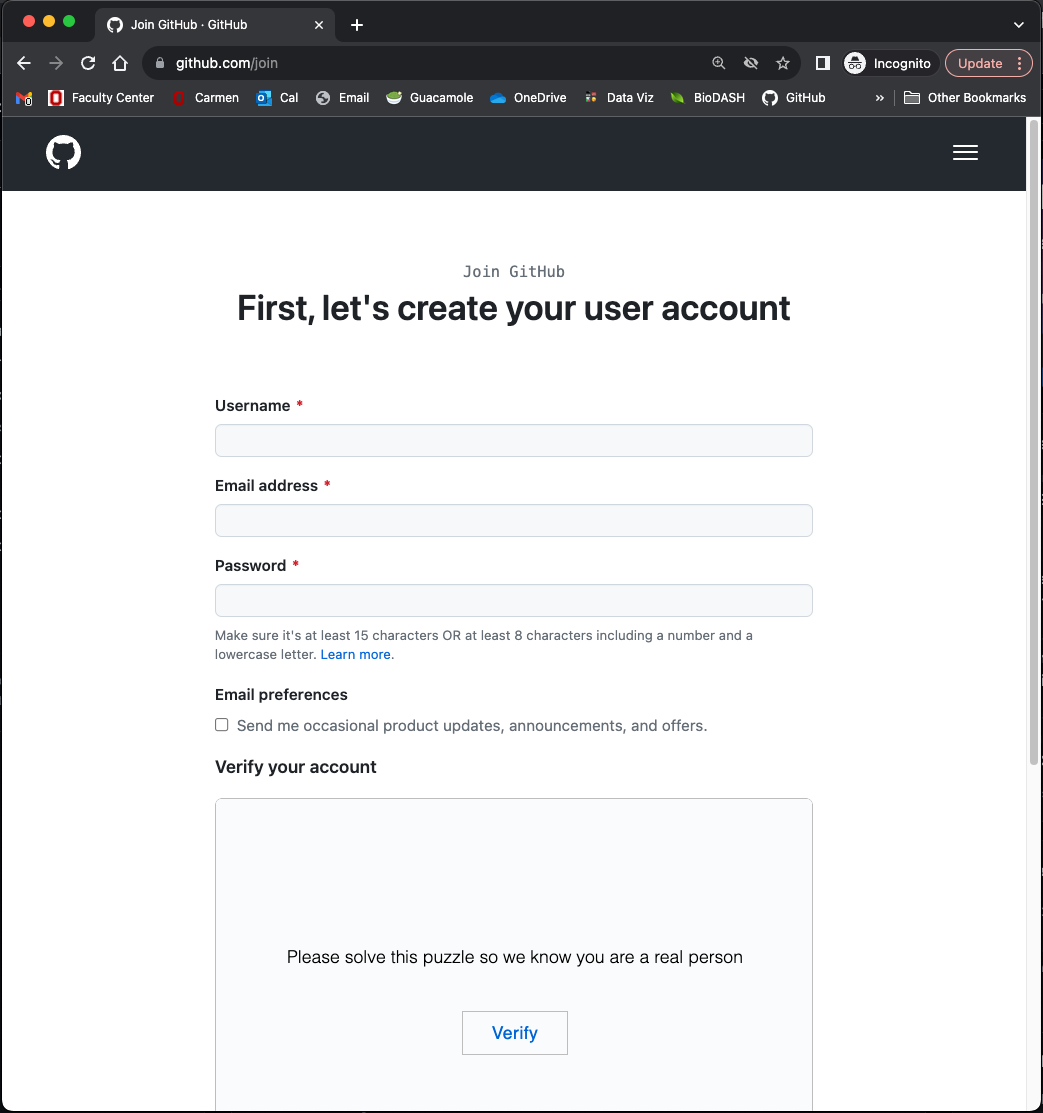 Join GitHub · GitHub
github.com/join
Incognito
Update
Faculty Center
Carmen
Cal
Email
Guacamole
OneDrive
Data Viz
BioDASH
GitHub
»
Other Bookmarks
Join GitHub
First, let's create your user account
Username *
Email address *
Password *
Make sure it's at least 15 characters OR at least 8 characters including a number and a
lowercase letter. Learn more.
Email preferences
Send me occasional product updates, announcements, and offers.
Verify your account
Please solve this puzzle so we know you are a real person
Verify